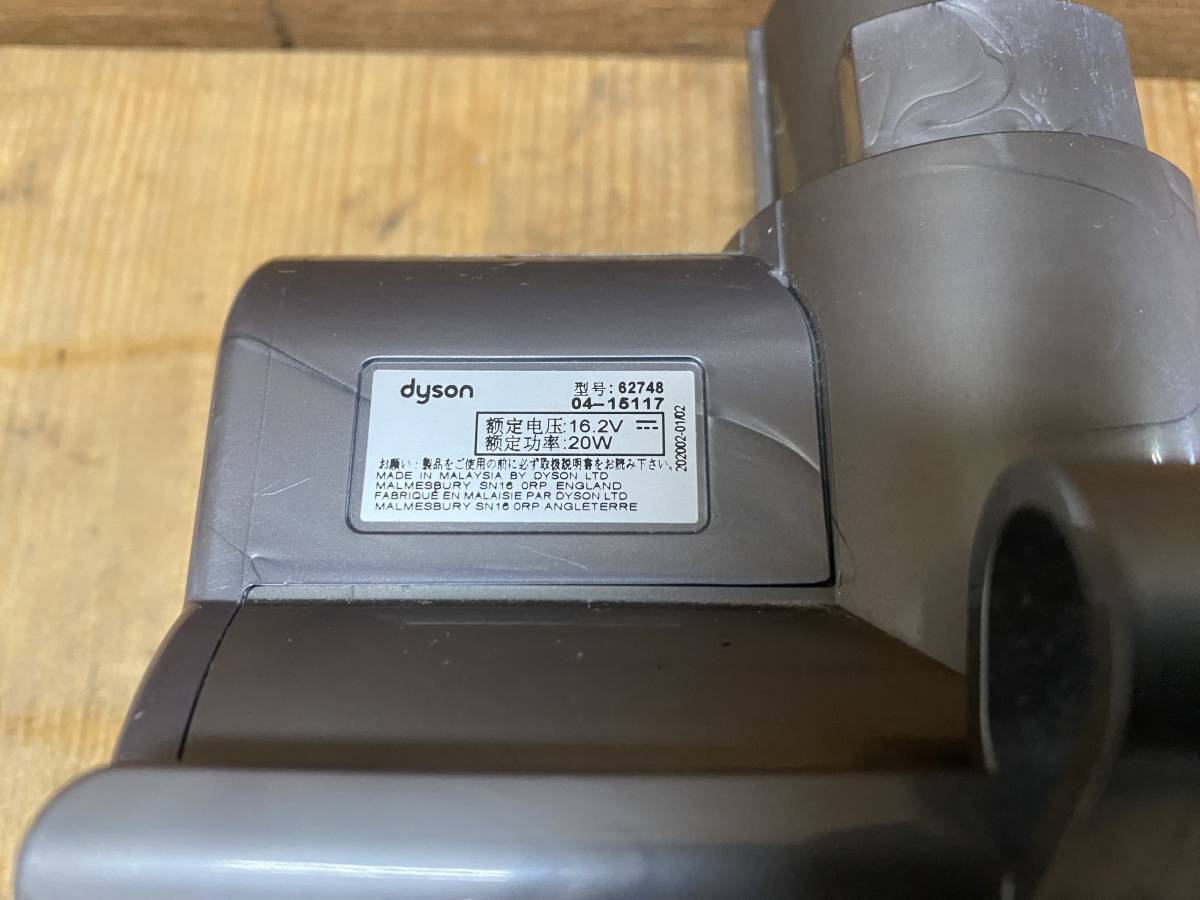 dyson
型号: 62748
04-15117
额定电压:16.2V
额定功率:20W
お願い:製品をご使用の前に必ず取扱説明書をお読み下さい。
MADE IN MALAYSIA BY DYSON LTD
MALMESBURY SN16 0RP ENGLAND
FABRIQUÉ EN MALAISIE PAR DYSON LTD
MALMESBURY SN16 0RP ANGLETERRE
202002-01/02